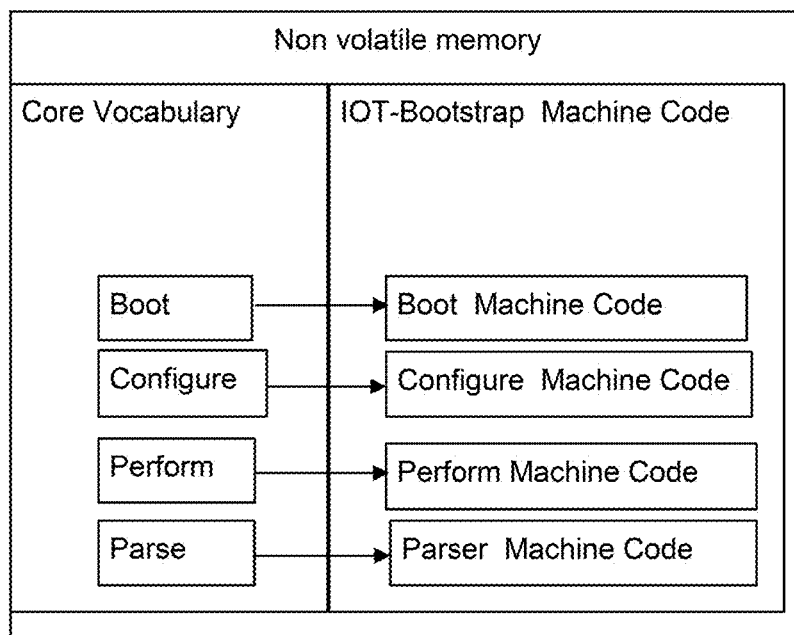 Non volatile memory
Core Vocabulary
IOT-Bootstrap Machine Code
Boot
Boot Machine Code
Configure
Configure Machine Code
Perform
Perform Machine Code
Parse
Parser Machine Code